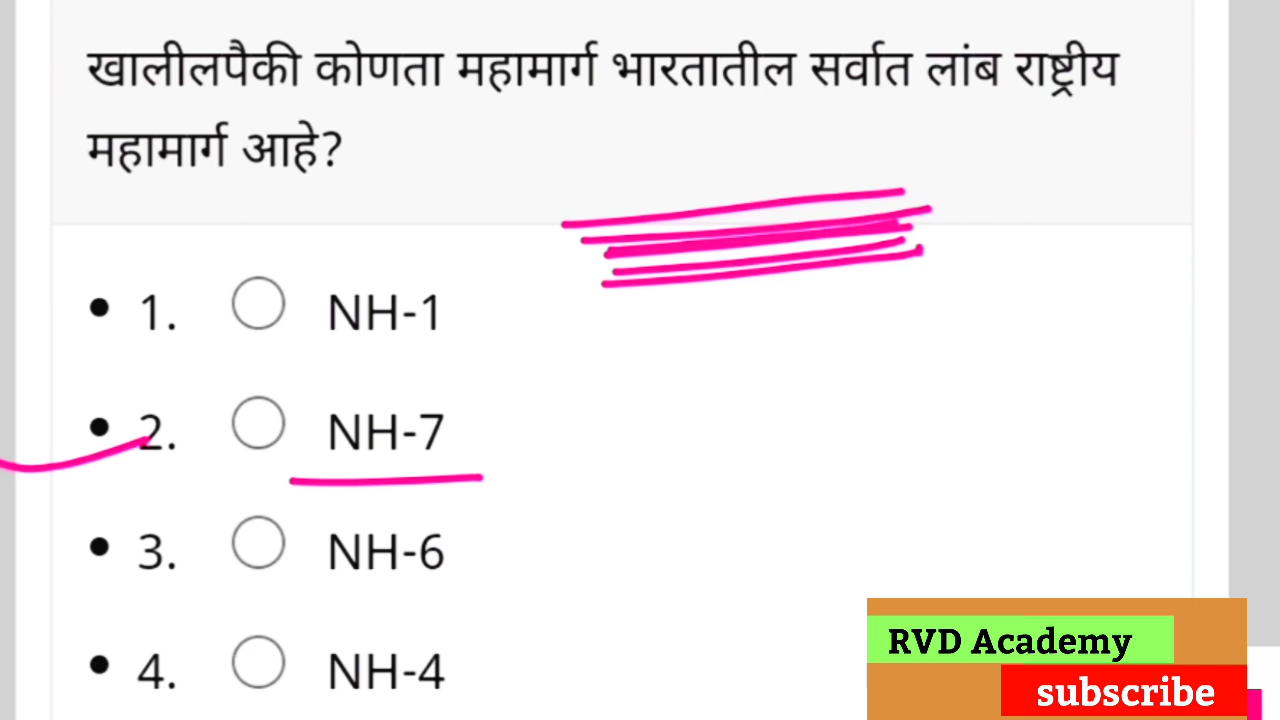 खालीलपैकी कोणता महामार्ग भारतातील सर्वात लांब राष्ट्रीय
महामार्ग आहे?
• 1. NH-1
• 2. NH-7
• 3. NH-6
• 4. NH-4
RVD Academy
subscribe